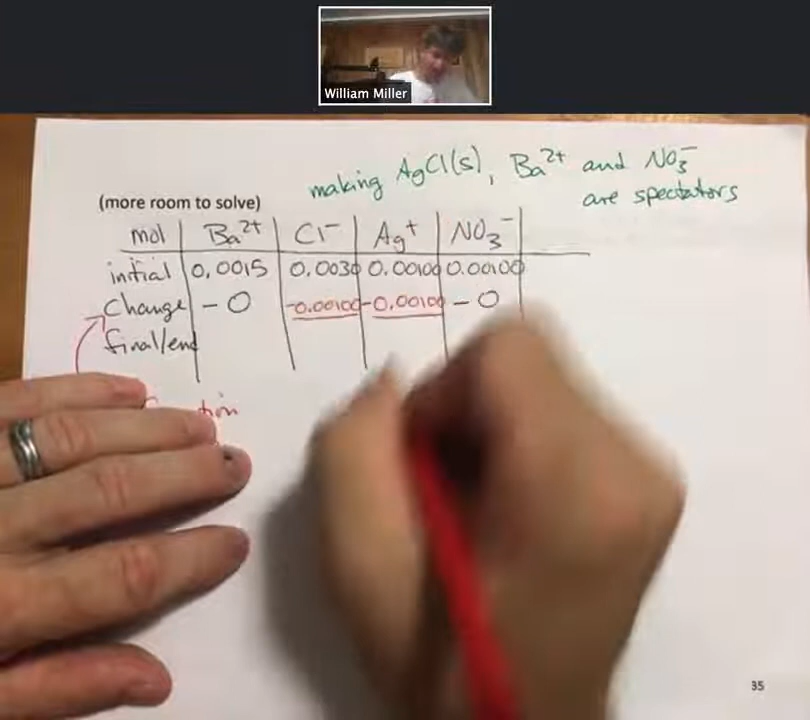 William Miller
making AgCl(s), Ba²⁺ and NO₃⁻
are spectators
(more room to solve)
mol Ba²⁺ Cl⁻ Ag⁺ NO₃⁻
initial 0.0015 0.0030 0.00100 0.00100
Change -0 -0.00100 -0.00100 -0
final/end
35